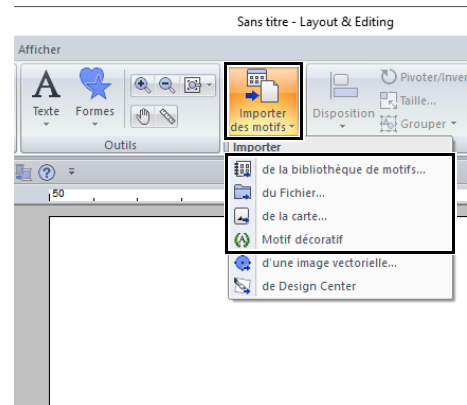 Sans titre - Layout & Editing
Afficher
Texte
Formes
Importer
des motifs
Disposition
Pivoter/Inver
Taille...
Grouper
Outils
Importer
de la bibliothèque de motifs...
50
du Fichier...
de la carte...
Motif décoratif
d'une image vectorielle...
de Design Center